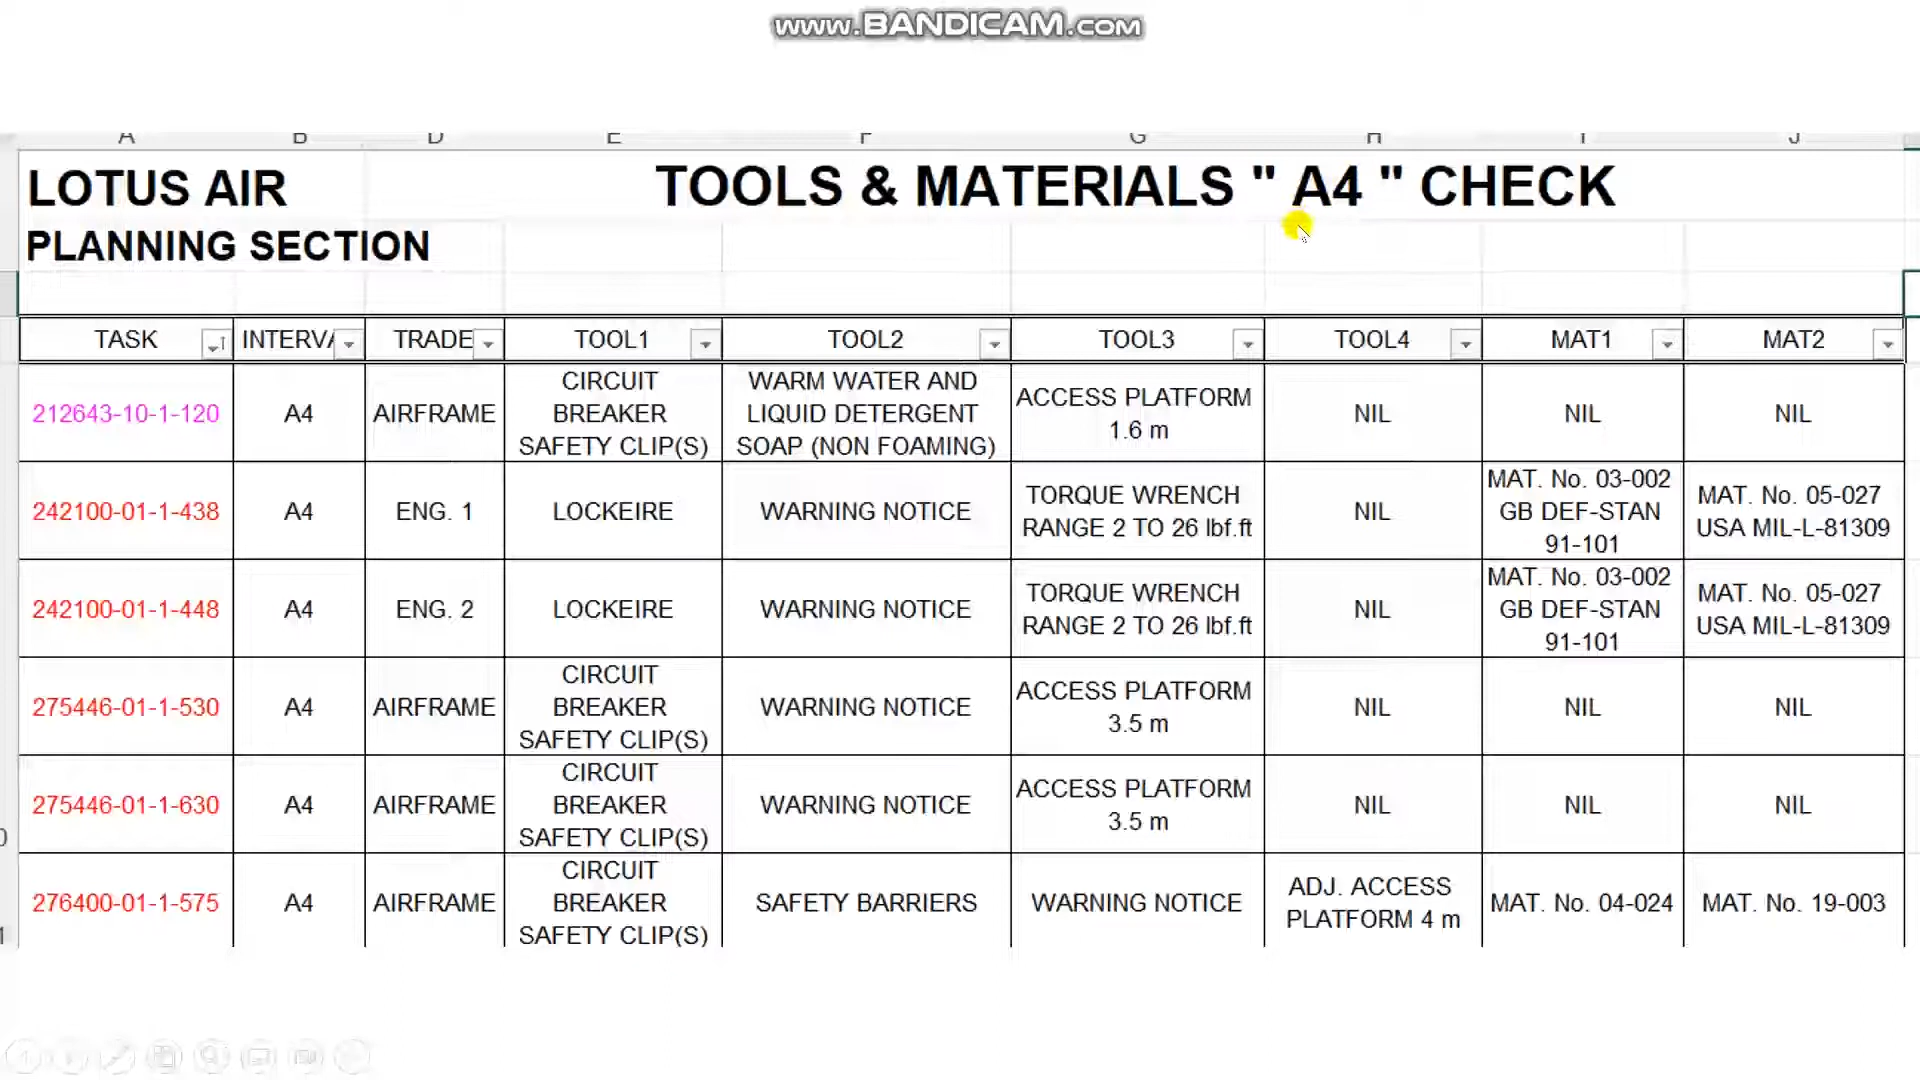 www.BANDICAM.com
A B D E F G H I J
LOTUS AIR
TOOLS & MATERIALS " A4 " CHECK
PLANNING SECTION
TASK INTERVA TRADE TOOL1 TOOL2 TOOL3 TOOL4 MAT1 MAT2
212643-10-1-120
A4
AIRFRAME
CIRCUIT
BREAKER
SAFETY CLIP(S)
WARM WATER AND
LIQUID DETERGENT
SOAP (NON FOAMING)
ACCESS PLATFORM
1.6 m
NIL
NIL
NIL
242100-01-1-438
A4
ENG. 1
LOCKEIRE
WARNING NOTICE
TORQUE WRENCH
RANGE 2 TO 26 lbf.ft
NIL
MAT. No. 03-002
GB DEF-STAN
91-101
MAT. No. 05-027
USA MIL-L-81309
242100-01-1-448
A4
ENG. 2
LOCKEIRE
WARNING NOTICE
TORQUE WRENCH
RANGE 2 TO 26 lbf.ft
NIL
MAT. No. 03-002
GB DEF-STAN
91-101
MAT. No. 05-027
USA MIL-L-81309
275446-01-1-530
A4
AIRFRAME
CIRCUIT
BREAKER
SAFETY CLIP(S)
WARNING NOTICE
ACCESS PLATFORM
3.5 m
NIL
NIL
NIL
275446-01-1-630
A4
AIRFRAME
CIRCUIT
BREAKER
SAFETY CLIP(S)
WARNING NOTICE
ACCESS PLATFORM
3.5 m
NIL
NIL
NIL
276400-01-1-575
A4
AIRFRAME
CIRCUIT
BREAKER
SAFETY CLIP(S)
SAFETY BARRIERS
WARNING NOTICE
ADJ. ACCESS
PLATFORM 4 m
MAT. No. 04-024
MAT. No. 19-003